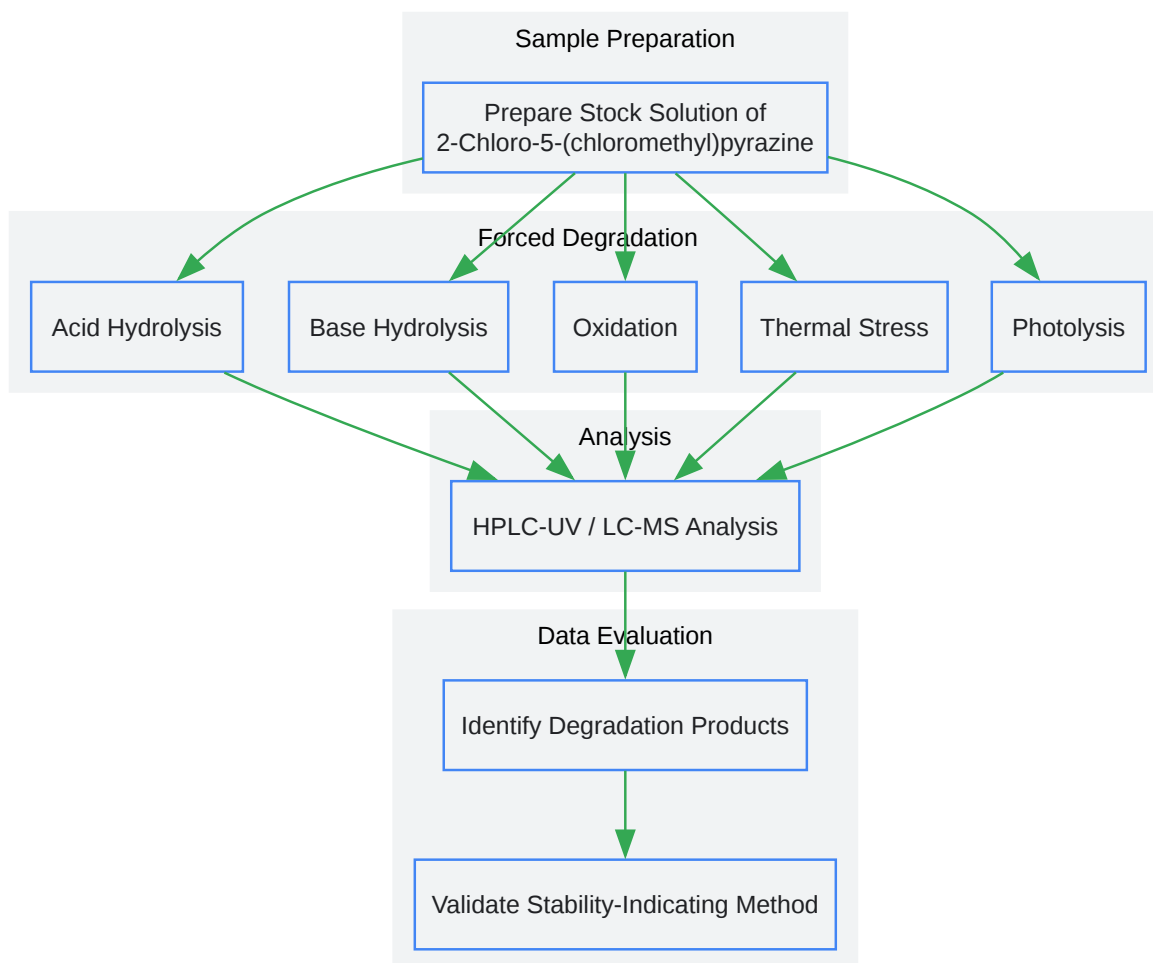 Sample Preparation
Prepare Stock Solution of
2-Chloro-5-(chloromethyl)pyrazine
Forced Degradation
Acid Hydrolysis
Base Hydrolysis
Oxidation
Thermal Stress
Photolysis
Analysis
HPLC-UV / LC-MS Analysis
Data Evaluation
Identify Degradation Products
Validate Stability-Indicating Method